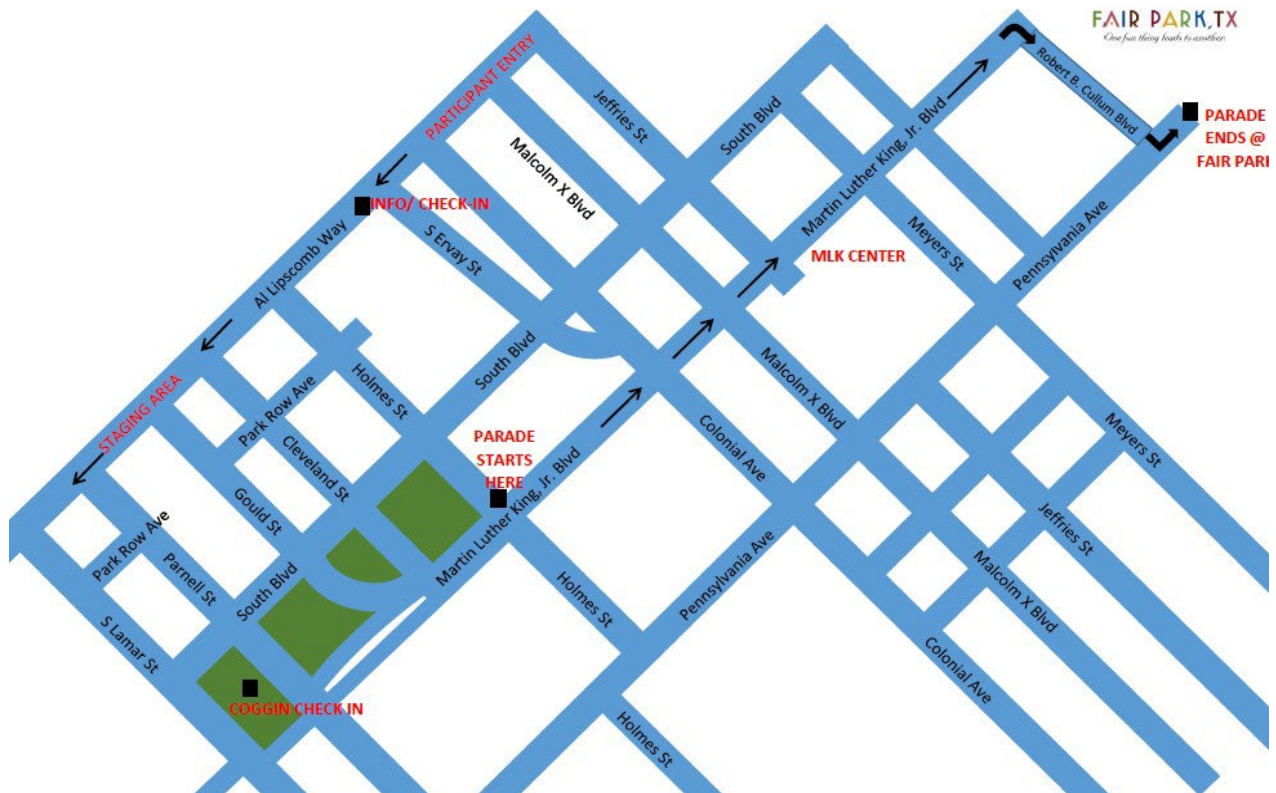 FAIR PARK,TX
One fun thing leads to another.
PARTICIPANT ENTRY
Jeffries St
South Blvd
Martin Luther King, Jr. Blvd
Robert B. Cullum Blvd
PARADE
ENDS @
FAIR PARK
Malcolm X Blvd
INFO/ CHECK-IN
S Ervay St
Al Lipscomb Way
MLK CENTER
Meyers St
Pennsylvania Ave
South Blvd
Holmes St
Park Row Ave
STAGING AREA
Cleveland St
Gould St
Malcolm X Blvd
Colonial Ave
PARADE
STARTS
HERE
Martin Luther King, Jr. Blvd
Meyers St
Jeffries St
Park Row Ave
Parnell St
South Blvd
S Lamar St
Holmes St
Pennsylvania Ave
Malcolm X Blvd
Colonial Ave
COGGIN CHECK IN
Holmes St